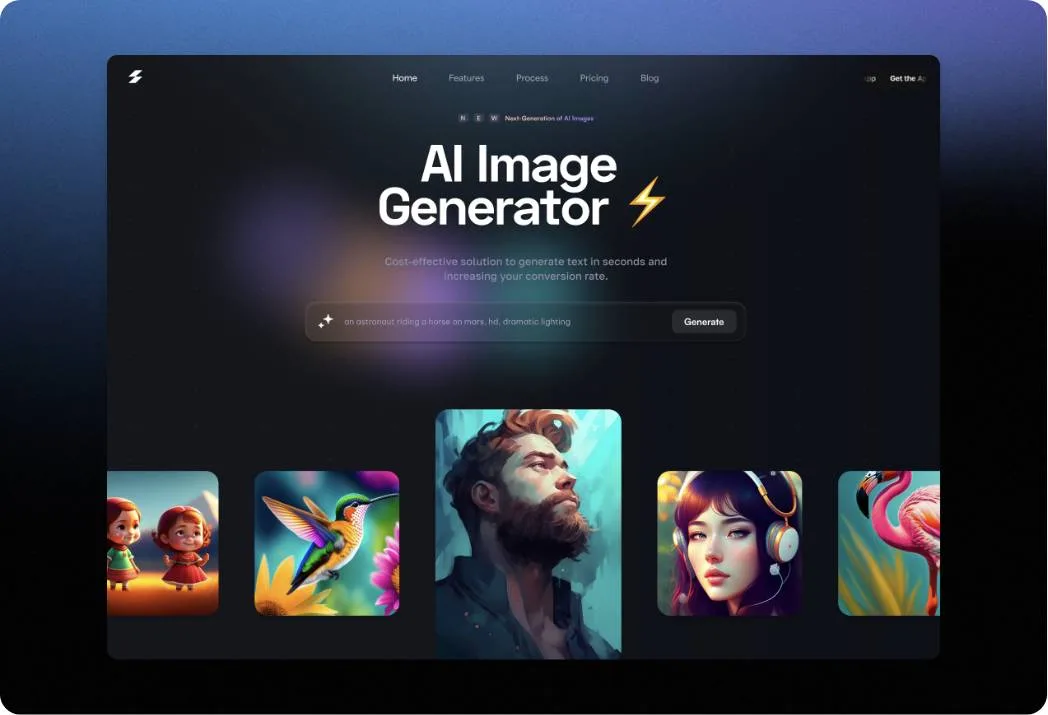 Home Features Process Pricing Blog Get the
N E W Next-Generation of AI Images
AI Image
Generator
Cost-effective solution to generate text in seconds and
increasing your conversion rate.
an astronaut riding a horse on mars, hd, dramatic lighting
Generate